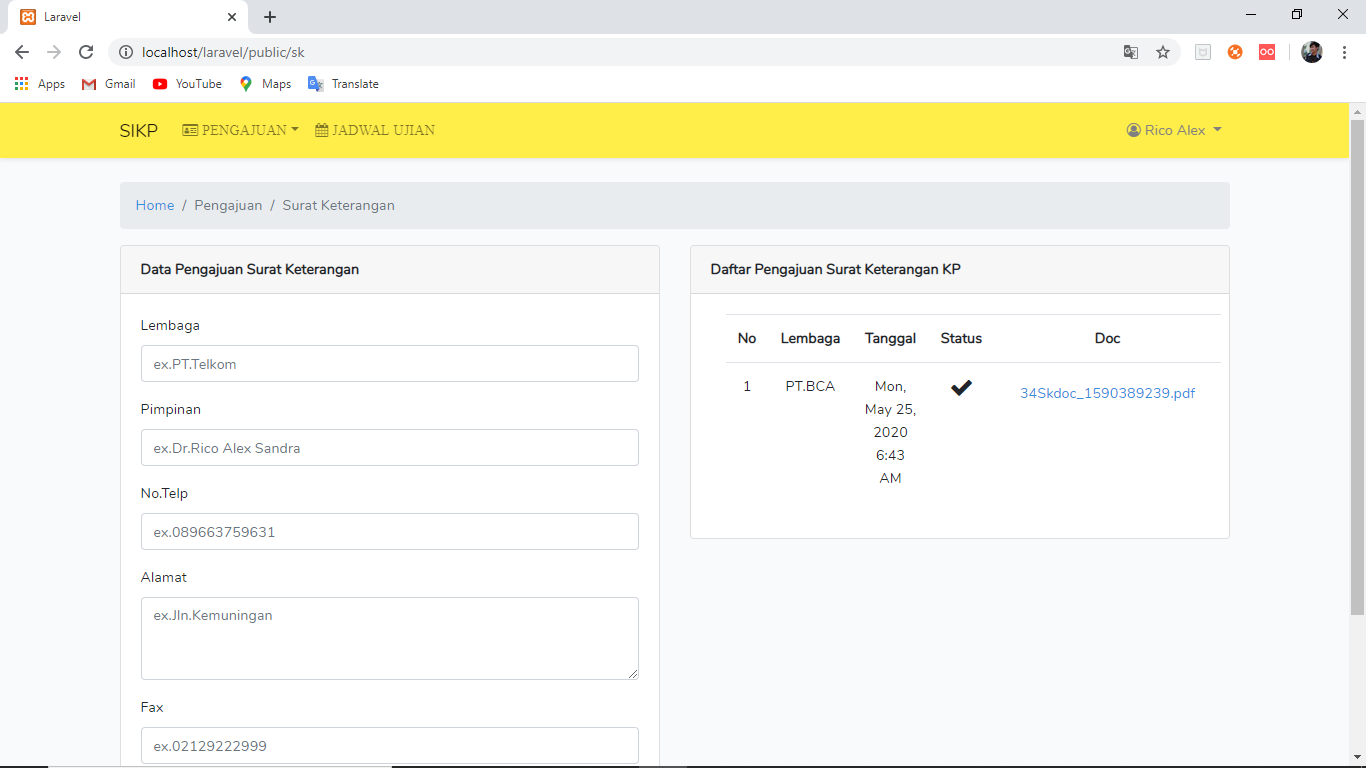 Laravel
localhost/laravel/public/sk
Apps Gmail YouTube Maps Translate
SIKP PENGAJUAN JADWAL UJIAN Rico Alex
Home / Pengajuan / Surat Keterangan
Data Pengajuan Surat Keterangan
Lembaga
ex.PT.Telkom
Pimpinan
ex.Dr.Rico Alex Sandra
No.Telp
ex.089663759631
Alamat
ex.Jln.Kemuningan
Fax
ex.02129222999
Daftar Pengajuan Surat Keterangan KP
No Lembaga Tanggal Status Doc
1 PT.BCA Mon, 34Skdoc_1590389239.pdf
May 25,
2020
6:43
AM